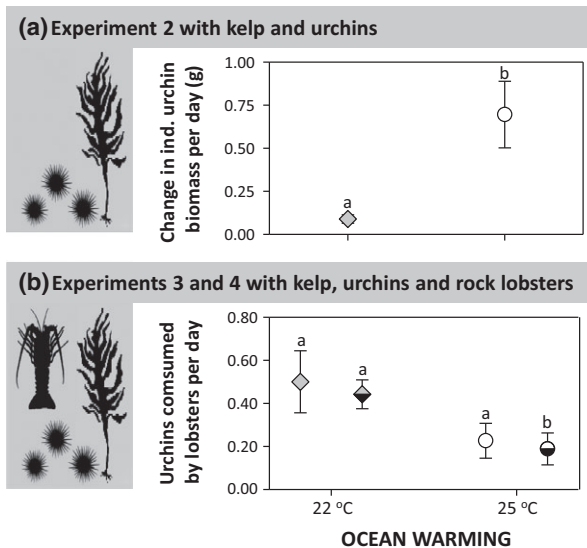 (a) Experiment 2 with kelp and urchins
Change in ind. urchin
biomass per day (g)
1.00
0.75
0.50
0.25
0.00
a
b
(b) Experiments 3 and 4 with kelp, urchins and rock lobsters
Urchins comsumed
by lobsters per day
0.80
0.60
0.40
0.20
0.00
a
a
a
b
22 °C
25 °C
OCEAN WARMING